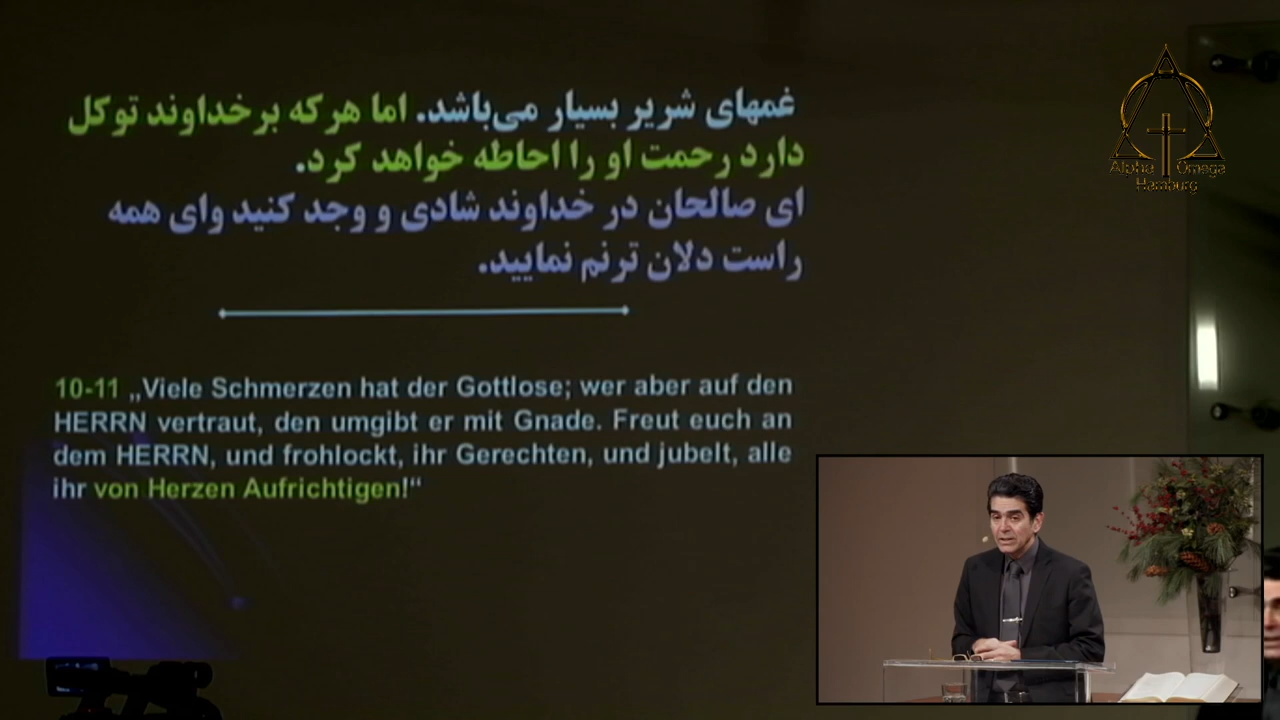 غمهای شریر بسیار می‌باشد. اما هرکه برخداوند توکل
دارد رحمت او را احاطه خواهد کرد.
ای صالحان در خداوند شادی و وجد کنید وای همه
راست دلان ترنم نمایید.
10-11 „Viele Schmerzen hat der Gottlose; wer aber auf den
HERRN vertraut, den umgibt er mit Gnade. Freut euch an
dem HERRN, und frohlockt, ihr Gerechten, und jubelt, alle
ihr von Herzen Aufrichtigen!“
Alpha Omega
Hamburg